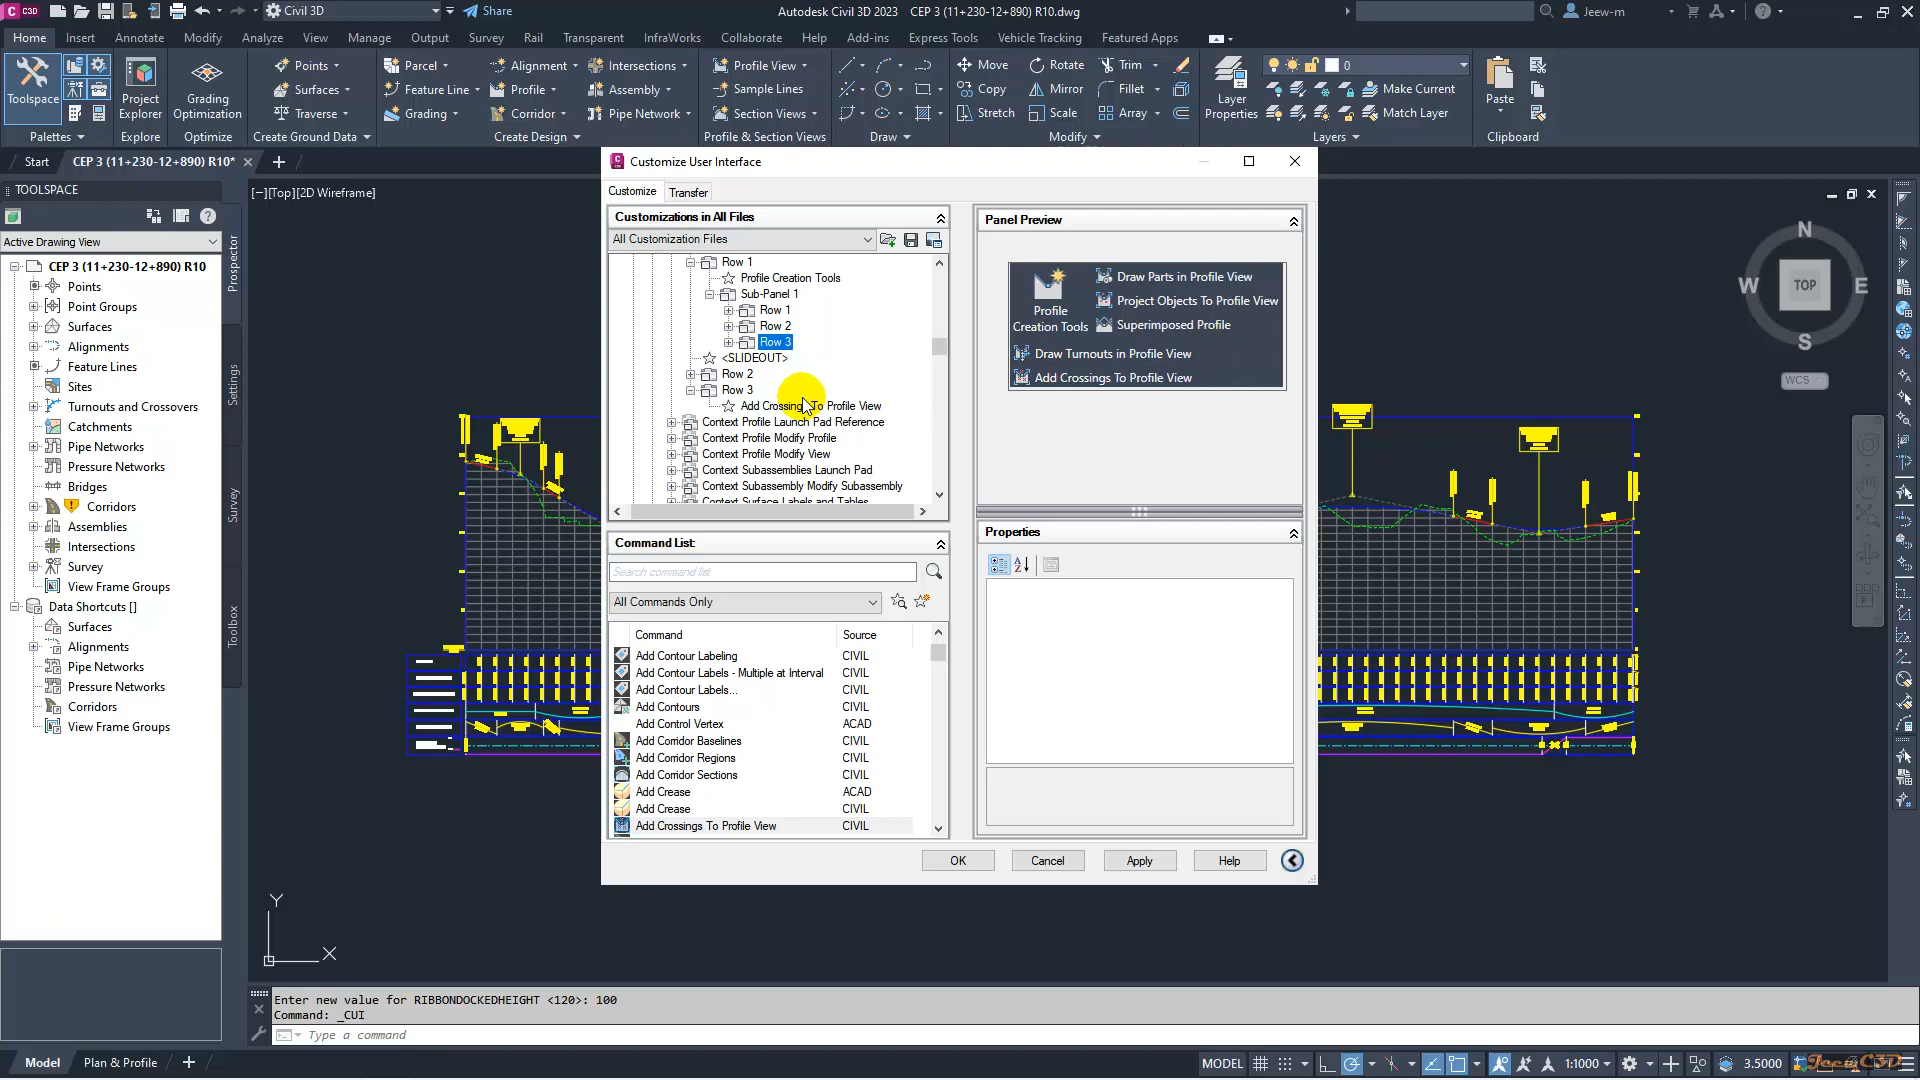 C3D Civil 3D Share Autodesk Civil 3D 2023 CEP 3 (11+230-12+890) R10.dwg Jeew-m
Home Insert Annotate Modify Analyze View Manage Output Survey Rail Transparent InfraWorks Collaborate Help Add-ins Express Tools Vehicle Tracking Featured Apps
Toolspace
Palettes
Project Explorer
Explore
Grading Optimization
Optimize
Points
Surfaces
Traverse
Create Ground Data
Parcel
Feature Line
Grading
Alignment
Profile
Corridor
Intersections
Assembly
Pipe Network
Create Design
Profile View
Sample Lines
Section Views
Profile & Section Views
Draw
Move Rotate Trim
Copy Mirror Fillet
Stretch Scale Array
Modify
Layer Properties
0
Make Current
Match Layer
Layers
Paste
Clipboard
Start CEP 3 (11+230-12+890) R10*
TOOLSPACE
Active Drawing View
CEP 3 (11+230-12+890) R10
Points
Point Groups
Surfaces
Alignments
Feature Lines
Sites
Turnouts and Crossovers
Catchments
Pipe Networks
Pressure Networks
Bridges
Corridors
Assemblies
Intersections
Survey
View Frame Groups
Data Shortcuts []
Surfaces
Alignments
Pipe Networks
Pressure Networks
Corridors
View Frame Groups
Prospector
Settings
Survey
Toolbox
[−][Top][2D Wireframe]
Customize User Interface
Customize Transfer
Customizations in All Files
All Customization Files
Row 1
Profile Creation Tools
Sub-Panel 1
Row 1
Row 2
Row 3
<SLIDEOUT>
Row 2
Row 3
Add Crossings To Profile View
Context Profile Launch Pad Reference
Context Profile Modify Profile
Context Profile Modify View
Context Subassemblies Launch Pad
Context Subassembly Modify Subassembly
Context Surface Labels and Tables
Command List:
Search command list
All Commands Only
Command Source
Add Contour Labeling CIVIL
Add Contour Labels - Multiple at Interval CIVIL
Add Contour Labels... CIVIL
Add Contours CIVIL
Add Control Vertex ACAD
Add Corridor Baselines CIVIL
Add Corridor Regions CIVIL
Add Corridor Sections CIVIL
Add Crease ACAD
Add Crease CIVIL
Add Crossings To Profile View CIVIL
Panel Preview
Profile Creation Tools
Draw Parts in Profile View
Project Objects To Profile View
Superimposed Profile
Draw Turnouts in Profile View
Add Crossings To Profile View
Properties
OK Cancel Apply Help
N
W TOP E
S
WCS
Y
X
Enter new value for RIBBONDOCKEDHEIGHT <120>: 100
Command: _CUI
Type a command
Model Plan & Profile
MODEL 1:1000 3.5000